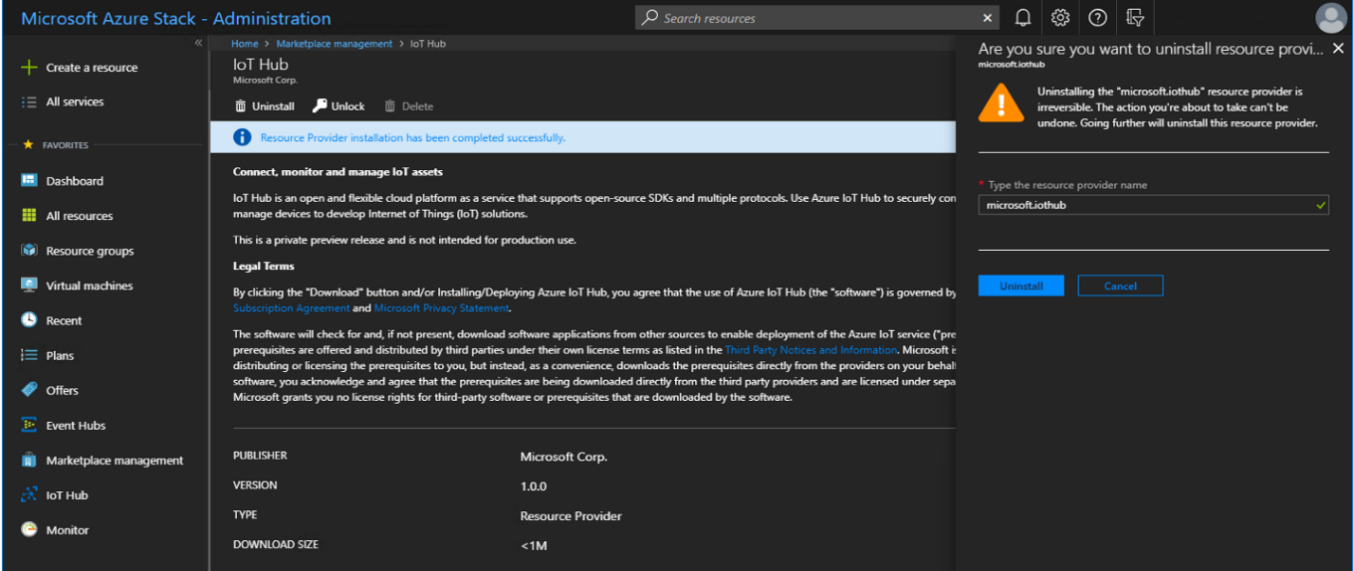 Microsoft Azure Stack - Administration
Search resources
Create a resource
All services
FAVORITES
Dashboard
All resources
Resource groups
Virtual machines
Recent
Plans
Offers
Event Hubs
Marketplace management
IoT Hub
Monitor
Home > Marketplace management > IoT Hub
IoT Hub
Microsoft Corp.
Uninstall Unlock Delete
Resource Provider installation has been completed successfully.
Connect, monitor and manage IoT assets
IoT Hub is an open and flexible cloud platform as a service that supports open-source SDKs and multiple protocols. Use Azure IoT Hub to securely con
manage devices to develop Internet of Things (IoT) solutions.
This is a private preview release and is not intended for production use.
Legal Terms
By clicking the "Download" button and/or Installing/Deploying Azure IoT Hub, you agree that the use of Azure IoT Hub (the "software") is governed by
Subscription Agreement and Microsoft Privacy Statement.
The software will check for and, if not present, download software applications from other sources to enable deployment of the Azure IoT service ("pre
prerequisites are offered and distributed by third parties under their own license terms as listed in the Third Party Notices and Information. Microsoft is
distributing or licensing the prerequisites to you, but instead, as a convenience, downloads the prerequisites directly from the providers on your behalf
software, you acknowledge and agree that the prerequisites are being downloaded directly from the third party providers and are licensed under sepa
Microsoft grants you no license rights for third-party software or prerequisites that are downloaded by the software.
PUBLISHER Microsoft Corp.
VERSION 1.0.0
TYPE Resource Provider
DOWNLOAD SIZE <1M
Are you sure you want to uninstall resource provi...
microsoft.iothub
Uninstalling the "microsoft.iothub" resource provider is
irreversible. The action you're about to take can't be
undone. Going further will uninstall this resource provider.
* Type the resource provider name
microsoft.iothub
Uninstall Cancel